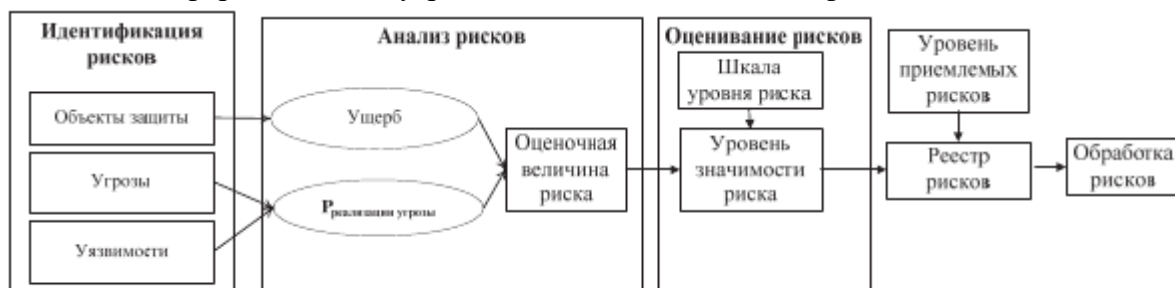 Идентификация
рисков
Объекты защиты
Угрозы
Уязвимости
Анализ рисков
Ущерб
Pреализации угрозы
Оценочная
величина
риска
Оценивание рисков
Шкала
уровня риска
Уровень
значимости
риска
Уровень
приемлемых
рисков
Реестр
рисков
Обработка
рисков